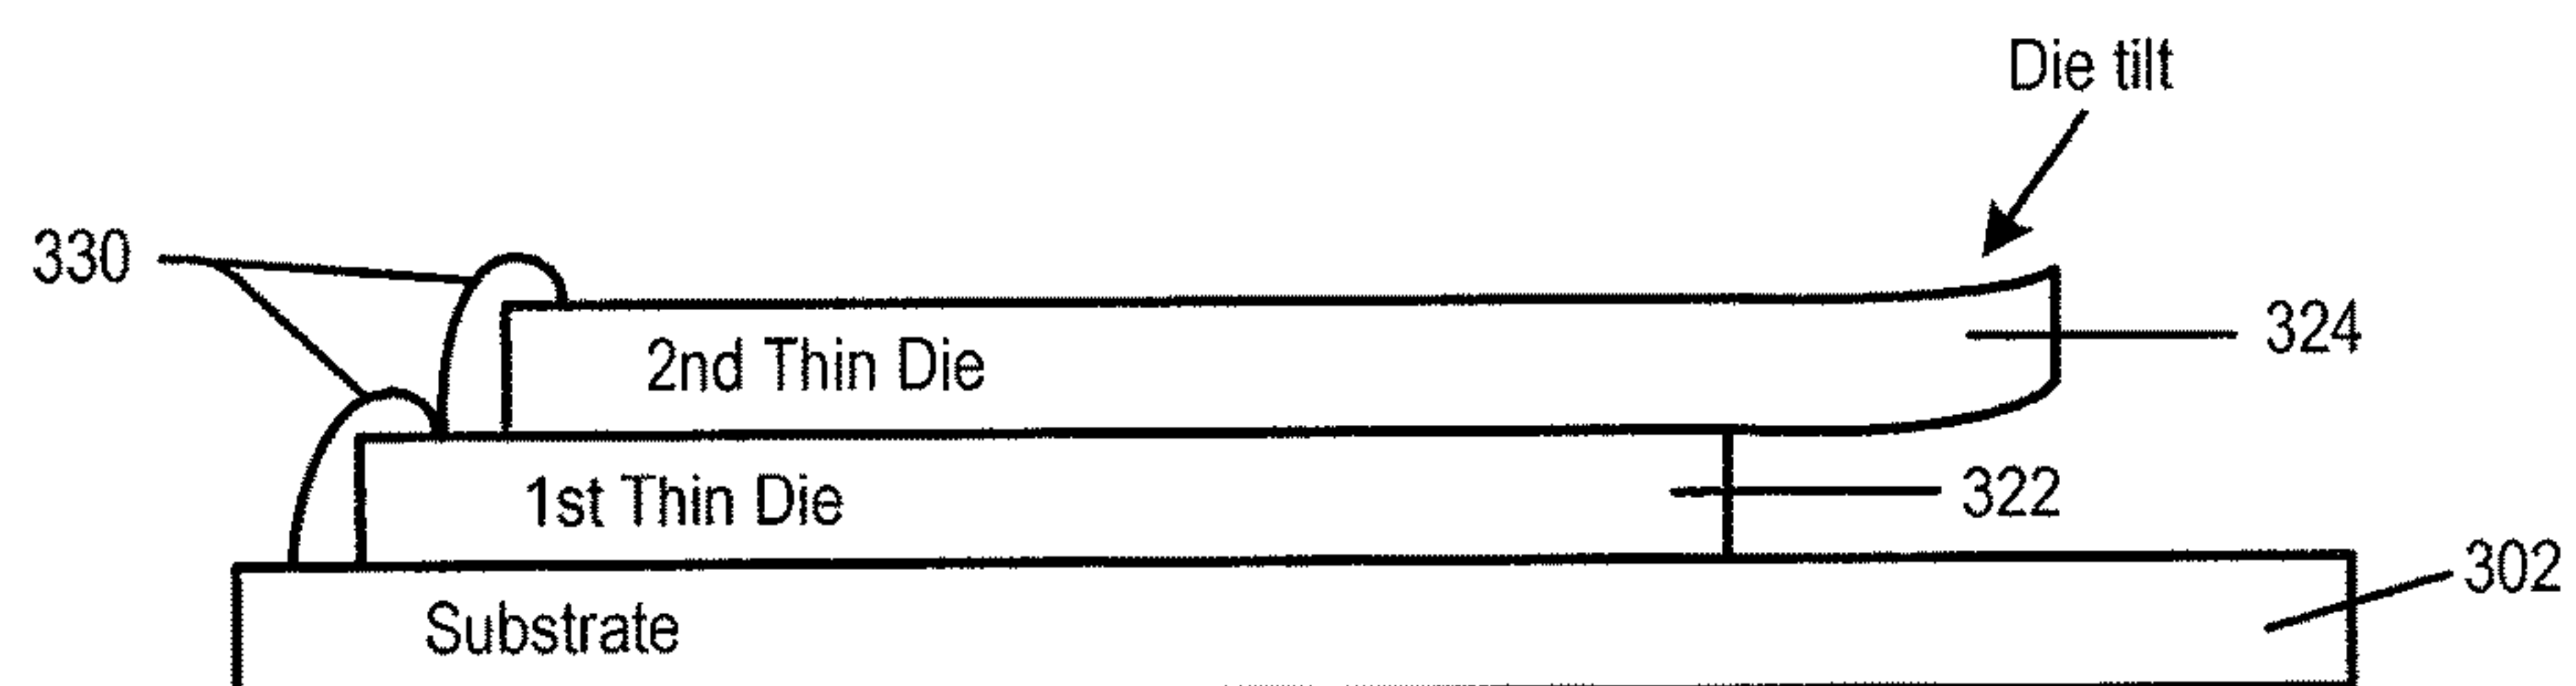 Die tilt
330
324
2nd Thin Die
1st Thin Die
322
302
Substrate